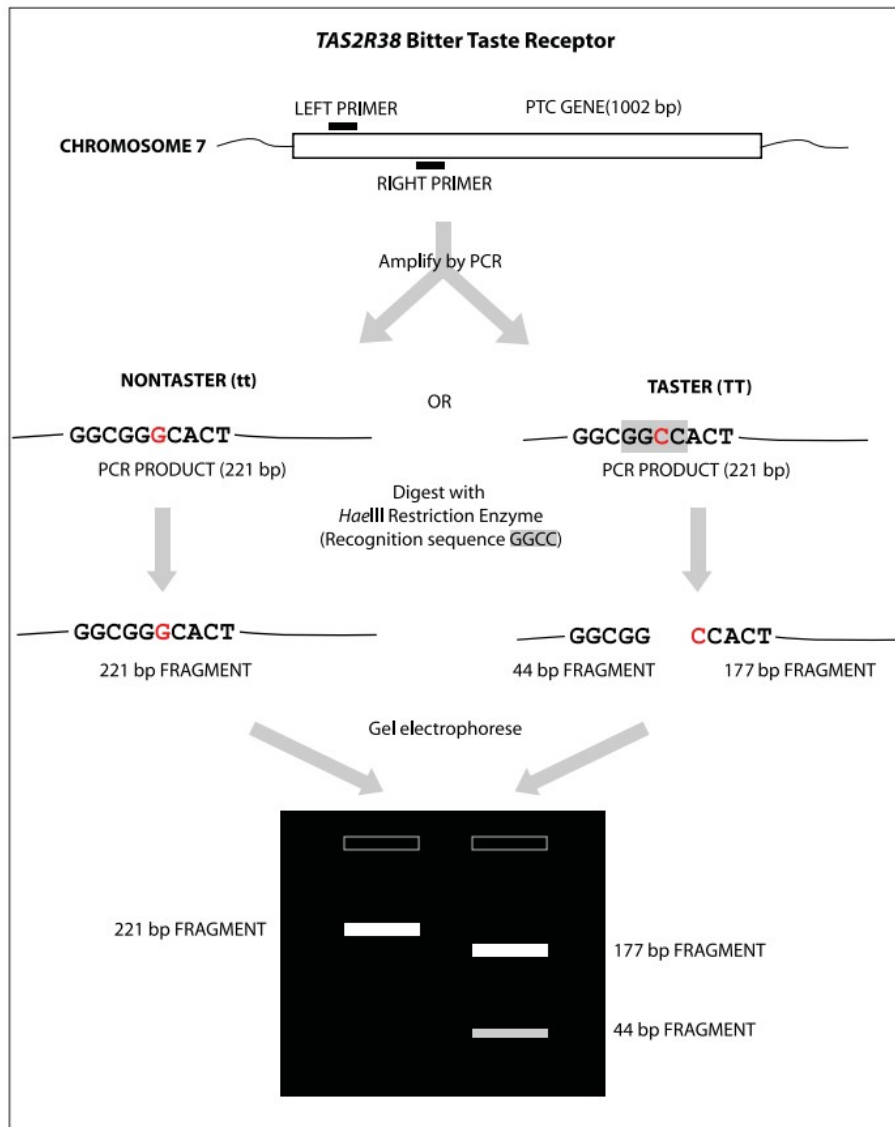 TAS2R38 Bitter Taste Receptor
LEFT PRIMER
PTC GENE(1002 bp)
CHROMOSOME 7
RIGHT PRIMER
Amplify by PCR
NONTASTER (tt)
OR
TASTER (TT)
GGCGGGCACT
GGCGGCCACT
PCR PRODUCT (221 bp)
PCR PRODUCT (221 bp)
Digest with
HaeIII Restriction Enzyme
(Recognition sequence GGCC)
GGCGGGCACT
GGCGG CCACT
221 bp FRAGMENT
44 bp FRAGMENT
177 bp FRAGMENT
Gel electrophorese
221 bp FRAGMENT
177 bp FRAGMENT
44 bp FRAGMENT